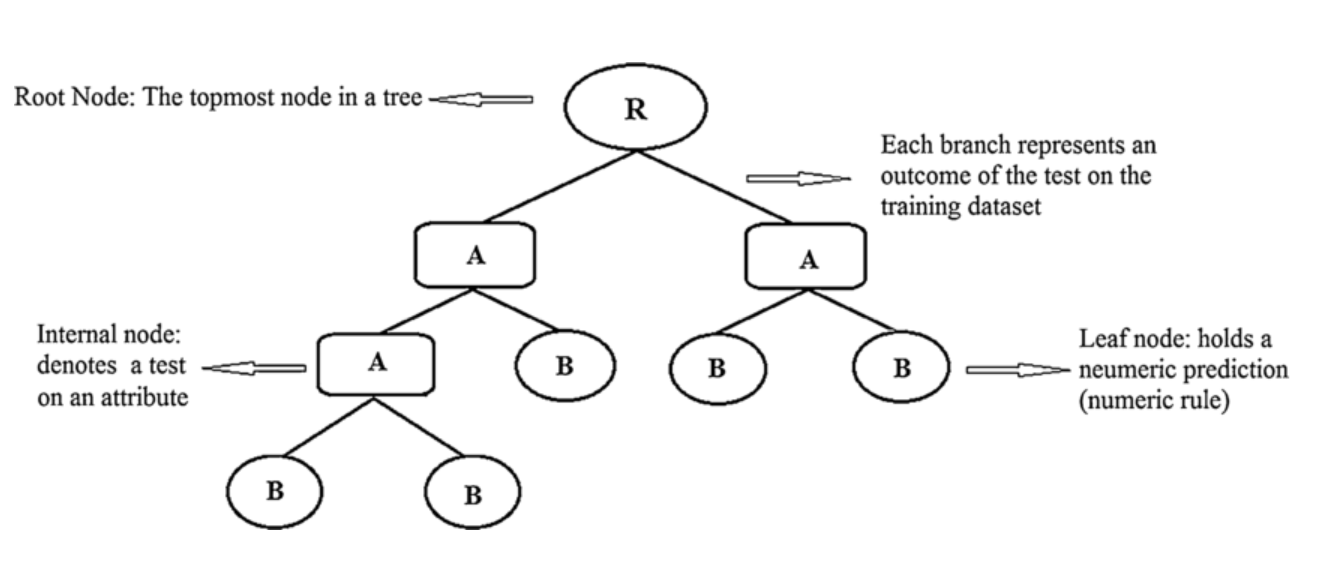 Root Node: The topmost node in a tree
R
Each branch represents an
outcome of the test on the
training dataset
A
A
Internal node:
denotes a test
on an attribute
A
B
B
B
Leaf node: holds a
neumeric prediction
(numeric rule)
B
B